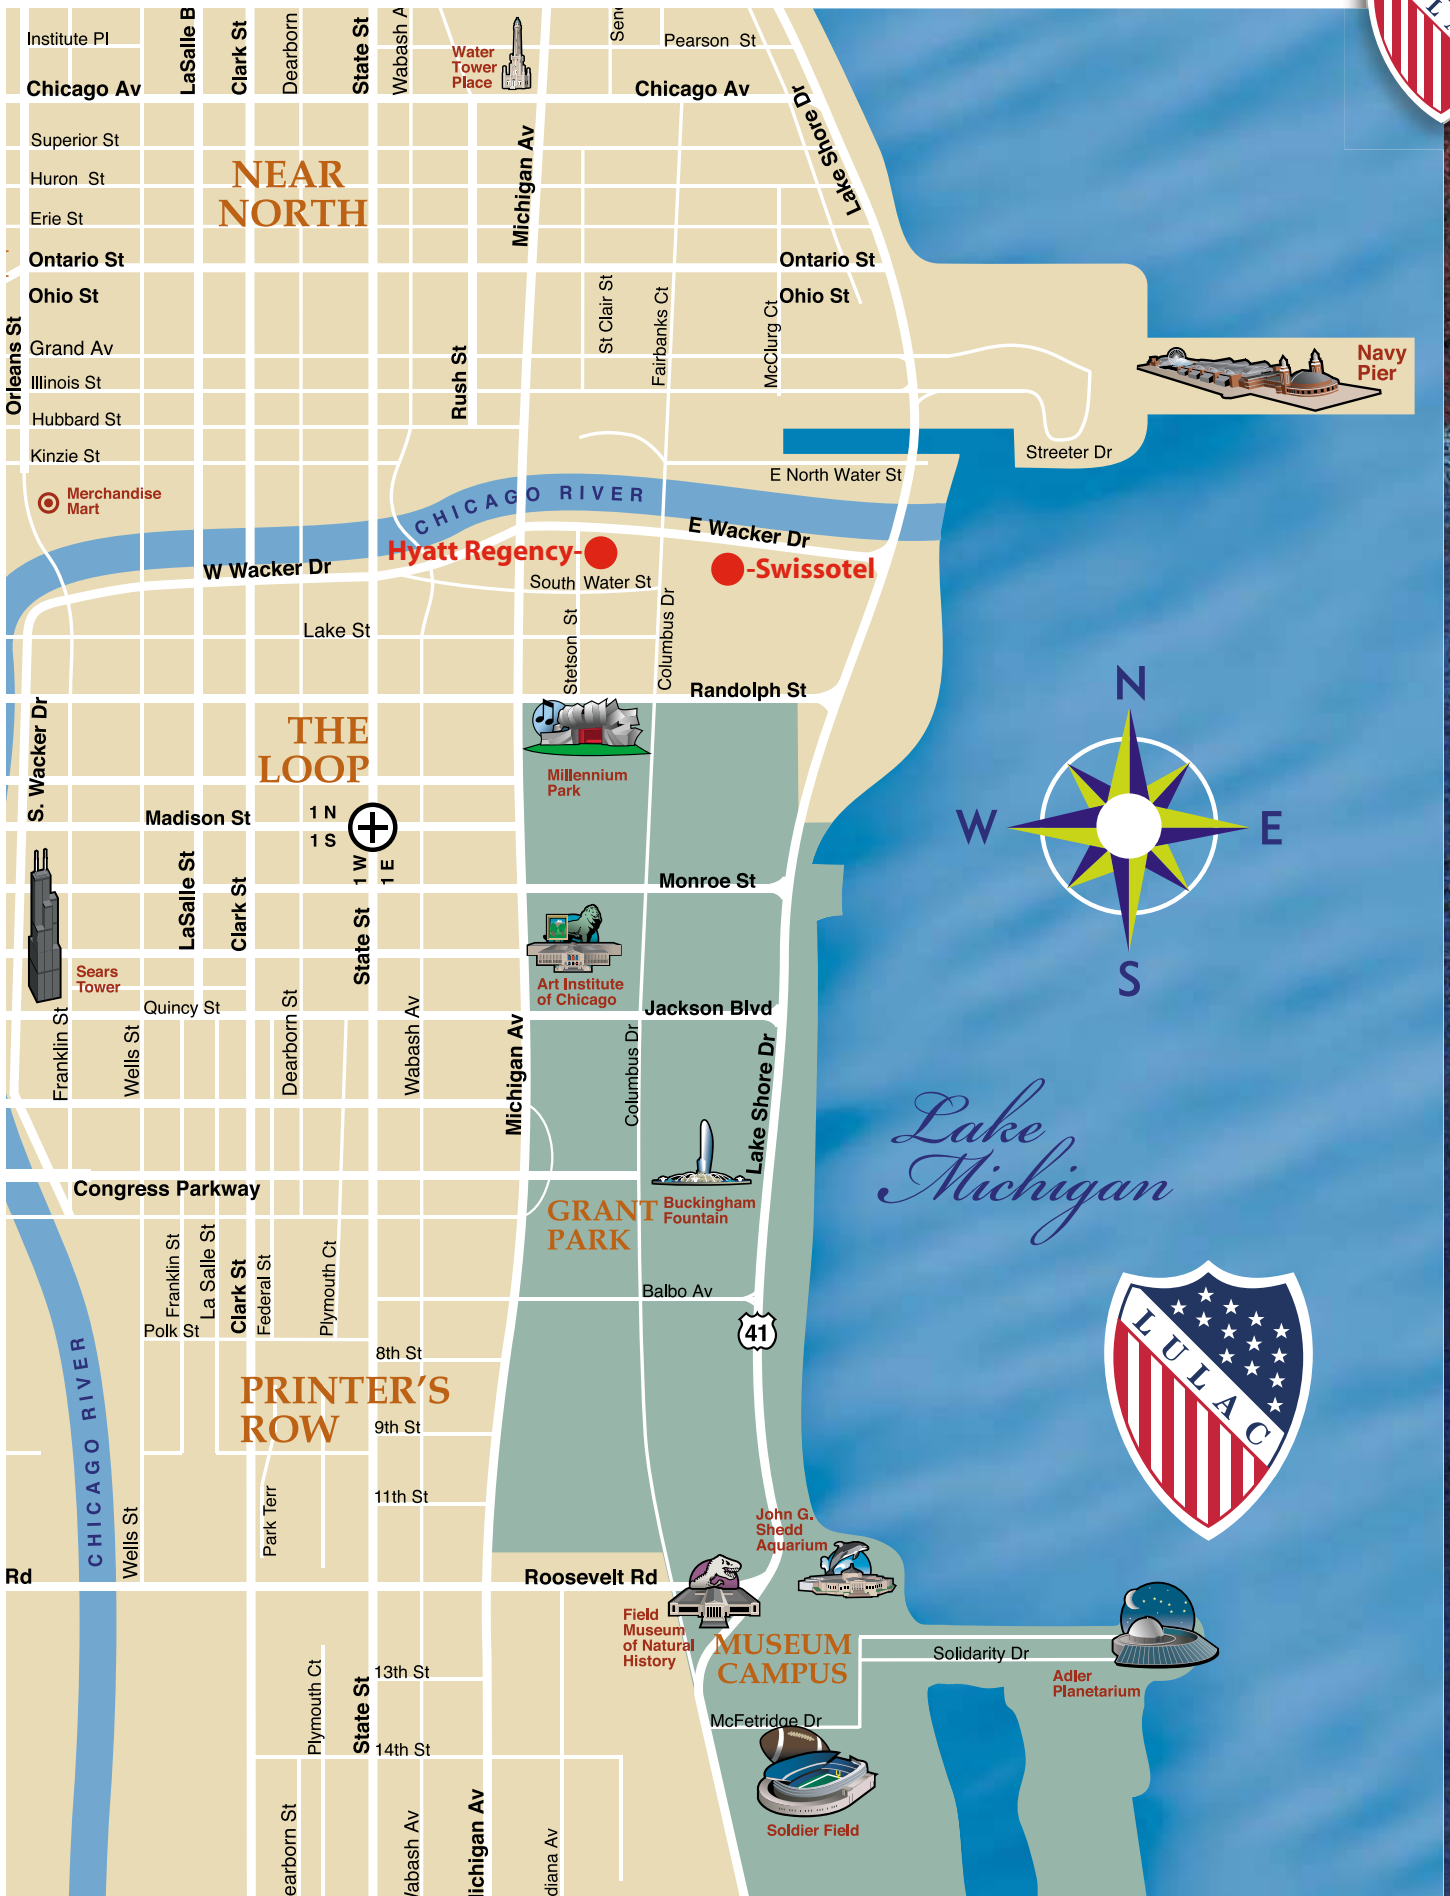 Institute Pl
LaSalle B
Clark St
Dearborn
State St
Wabash A
Water
Tower
Place
Pearson St
Chicago Av
Chicago Av
Lake Shore Dr
Superior St
Huron St
NEAR
NORTH
Michigan Av
Erie St
Ontario St
Ontario St
Ohio St
Ohio St
Orleans St
Grand Av
Rush St
St Clair St
Fairbanks Ct
McClurg Ct
Navy
Pier
Illinois St
Hubbard St
Kinzie St
Streeter Dr
E North Water St
Merchandise
Mart
CHICAGO RIVER
E Wacker Dr
Hyatt Regency-
-Swissotel
W Wacker Dr
South Water St
Lake St
Stetson St
Columbus Dr
Randolph St
N
THE
LOOP
S. Wacker Dr
Millennium
Park
Madison St
1 N
1 S
1 W
1 E
W
E
S
LaSalle St
Clark St
State St
Monroe St
Sears
Tower
Art Institute
of Chicago
Quincy St
Jackson Blvd
Franklin St
Wells St
Dearborn St
Wabash Av
Michigan Av
Columbus Dr
Lake Shore Dr
Lake
Michigan
Congress Parkway
GRANT
PARK
Buckingham
Fountain
Franklin St
La Salle St
Clark St
Federal St
Plymouth Ct
Balbo Av
Polk St
41
LULAC
8th St
PRINTER'S
ROW
9th St
CHICAGO RIVER
11th St
Wells St
Park Terr
John G.
Shedd
Aquarium
Rd
Roosevelt Rd
Field
Museum
of Natural
History
MUSEUM
CAMPUS
Solidarity Dr
Adler
Planetarium
Plymouth Ct
State St
13th St
McFetridge Dr
14th St
Soldier Field
earborn St
Wabash Av
Michigan Av
diana Av